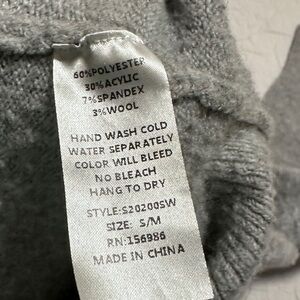 60%POLYESTER
30%ACYLIC
7%SPANDEX
3%WOOL
HAND WASH COLD
WATER SEPARATELY
COLOR WILL BLEED
NO BLEACH
HANG TO DRY
STYLE:S20200SW
SIZE: S/M
RN:156986
MADE IN CHINA